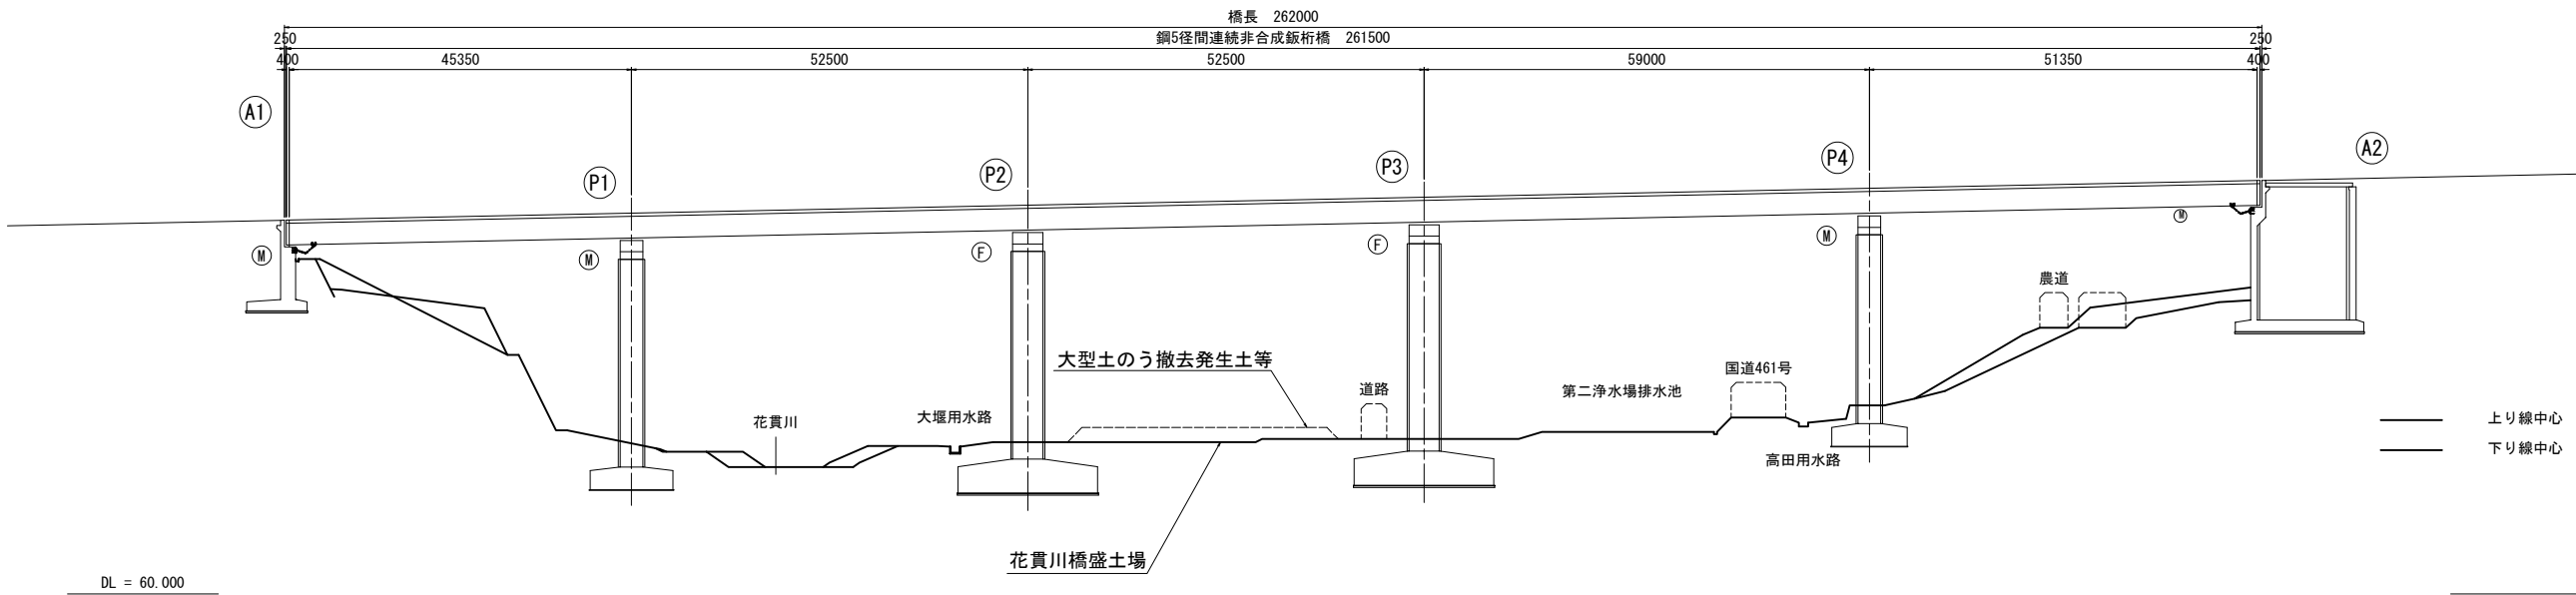 橋長 262000
250 鋼5径間連続非合成鈑桁橋 261500 250
400 45350 52500 52500 59000 51350 400
A1
A2
P4
P3
P2
P1
M
M
F
F
M
M
農道
大型土のう撤去発生土等
国道461号
道路
第二浄水場排水池
大堰用水路
花貫川
上り線中心
下り線中心
高田用水路
花貫川橋盛土場
DL = 60.000